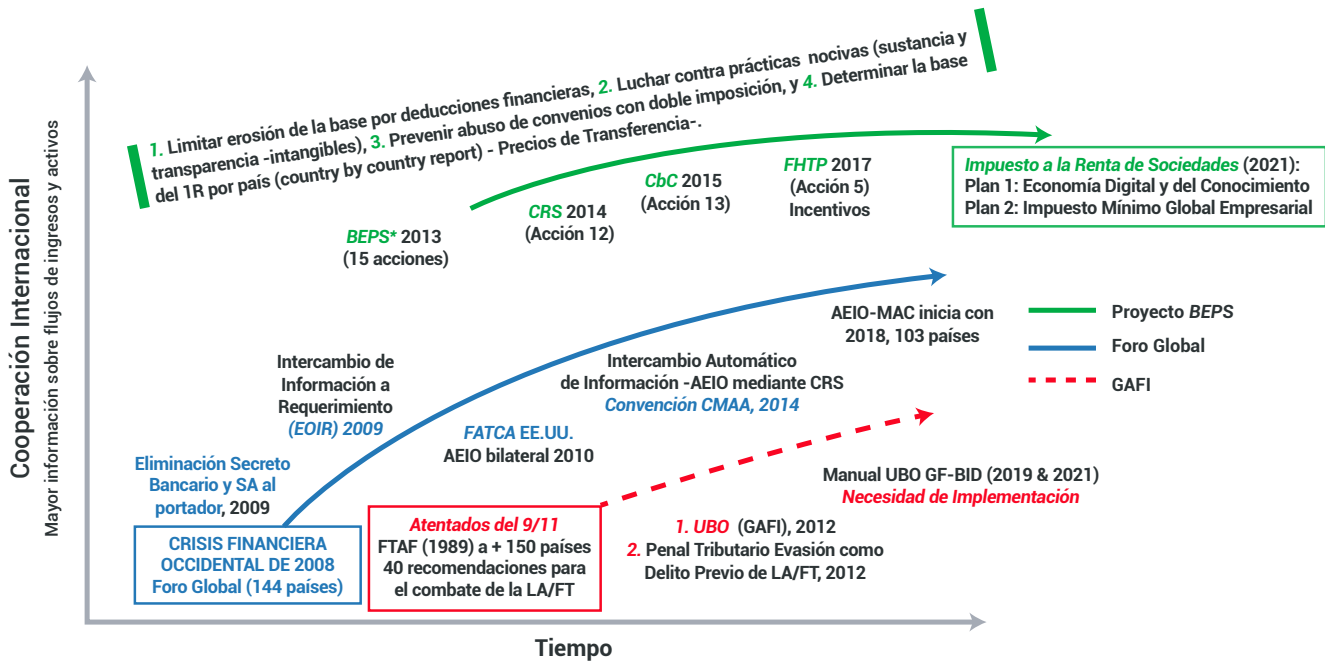 1. Limitar erosión de la base por deducciones financieras, 2. Luchar contra prácticas nocivas (sustancia y
transparencia -intangibles), 3. Prevenir abuso de convenios con doble imposición, y 4. Determinar la base
del 1R por país (country by country report) - Precios de Transferencia-.
Cooperación Internacional
Mayor información sobre flujos de ingresos y activos
BEPS* 2013
(15 acciones)
CRS 2014
(Acción 12)
CbC 2015
(Acción 13)
FHTP 2017
(Acción 5)
Incentivos
Impuesto a la Renta de Sociedades (2021):
Plan 1: Economía Digital y del Conocimiento
Plan 2: Impuesto Mínimo Global Empresarial
Eliminación Secreto
Bancario y SA al
portador, 2009
Intercambio de
Información a
Requerimiento
(EOIR) 2009
FATCA EE.UU.
AEIO bilateral 2010
Intercambio Automático
de Información -AEIO mediante CRS
Convención CMAA, 2014
AEIO-MAC inicia con
2018, 103 países
Proyecto BEPS
Foro Global
GAFI
CRISIS FINANCIERA
OCCIDENTAL DE 2008
Foro Global (144 países)
Atentados del 9/11
FTAF (1989) a + 150 países
40 recomendaciones para
el combate de la LA/FT
1. UBO (GAFI), 2012
2. Penal Tributario Evasión como
Delito Previo de LA/FT, 2012
Manual UBO GF-BID (2019 & 2021)
Necesidad de Implementación
Tiempo